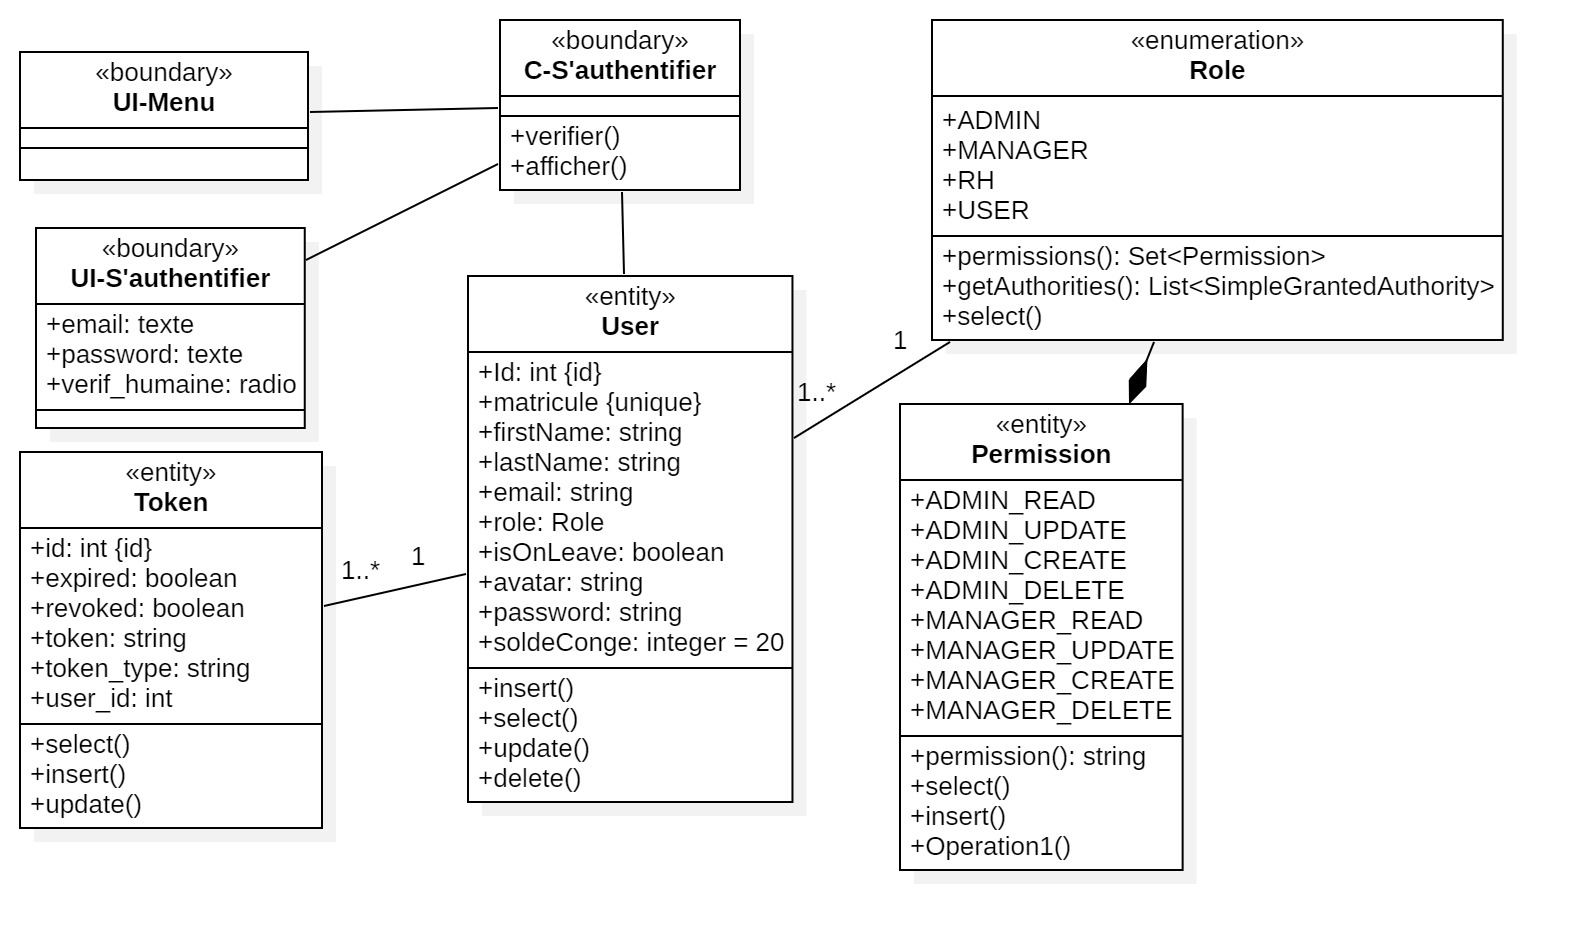 «boundary»
UI-Menu
«boundary»
C-S'authentifier
+verifier()
+afficher()
«enumeration»
Role
+ADMIN
+MANAGER
+RH
+USER
+permissions(): Set<Permission>
+getAuthorities(): List<SimpleGrantedAuthority>
+select()
«boundary»
UI-S'authentifier
+email: texte
+password: texte
+verif_humaine: radio
«entity»
User
+Id: int {id}
+matricule {unique}
+firstName: string
+lastName: string
+email: string
+role: Role
+isOnLeave: boolean
+avatar: string
+password: string
+soldeConge: integer = 20
+insert()
+select()
+update()
+delete()
1
1..*
«entity»
Permission
+ADMIN_READ
+ADMIN_UPDATE
+ADMIN_CREATE
+ADMIN_DELETE
+MANAGER_READ
+MANAGER_UPDATE
+MANAGER_CREATE
+MANAGER_DELETE
+permission(): string
+select()
+insert()
+Operation1()
«entity»
Token
+id: int {id}
+expired: boolean
+revoked: boolean
+token: string
+token_type: string
+user_id: int
+select()
+insert()
+update()
1..*
1